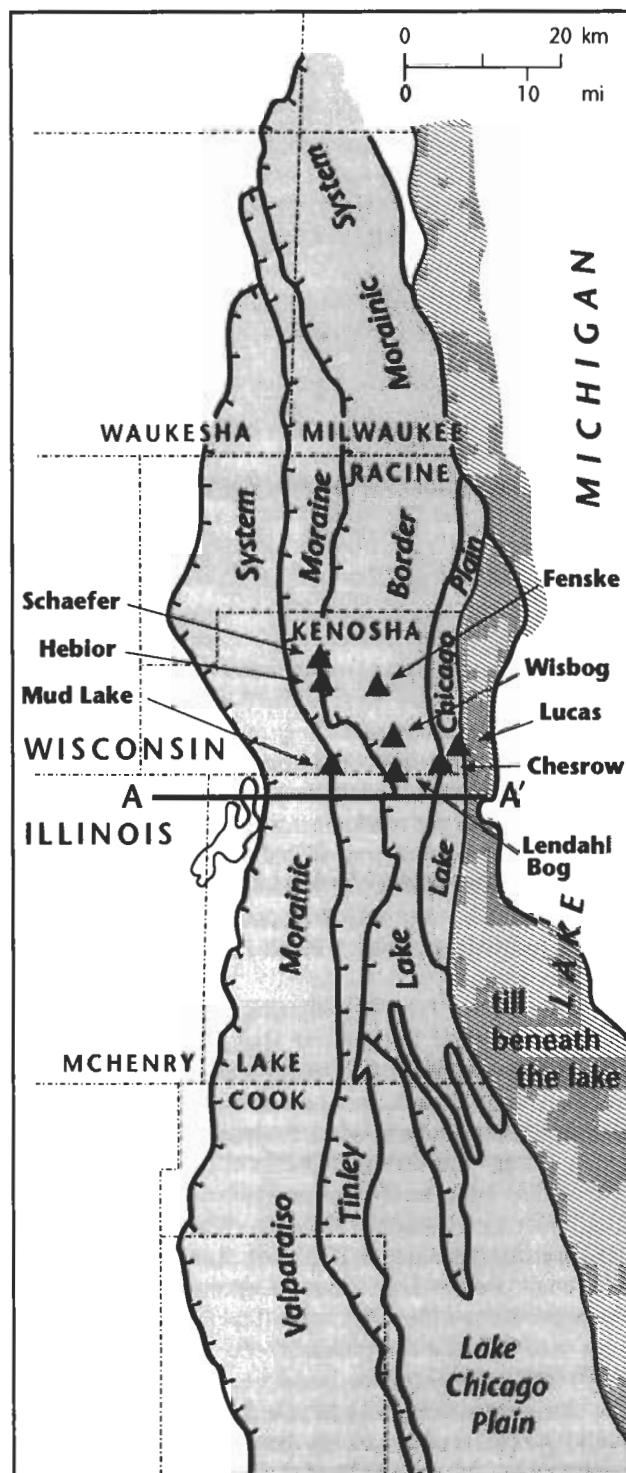 0 20 km
0 10 mi
System
Morainic
MICHIGAN
WAUKESHA
MILWAUKEE
RACINE
System
Moraine
Border
Plain
Fenske
Schaefer
KENOSHA
Hebior
Chicago
Wisbog
Mud Lake
Lucas
WISCONSIN
Chesrow
A
A'
ILLINOIS
Lendahl
Bog
Lake
Morainic
Lake
LAKE
till
beneath
the lake
MCHENRY
LAKE
COOK
Tinley
Valparaiso
Lake
Chicago
Plain